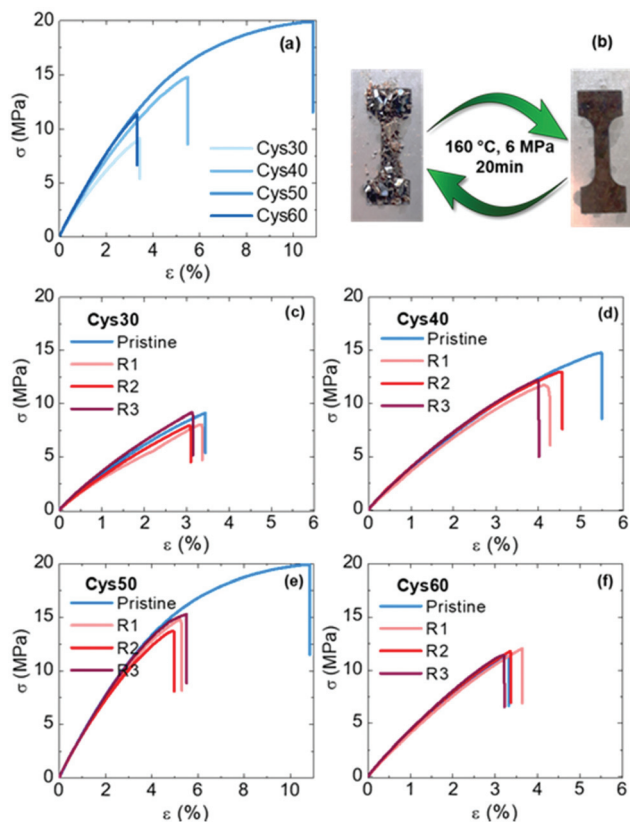 (a)
σ (MPa)
20
15
10
5
0
Cys30
Cys40
Cys50
Cys60
0 2 4 6 8 10
ε (%)
(b)
160 °C, 6 MPa
20min
(c)
Cys30
σ (MPa)
20
15
10
5
0
Pristine
R1
R2
R3
0 1 2 3 4 5 6
ε (%)
(d)
Cys40
σ (MPa)
20
15
10
5
0
Pristine
R1
R2
R3
0 1 2 3 4 5 6
ε (%)
(e)
Cys50
σ (MPa)
20
15
10
5
0
Pristine
R1
R2
R3
0 2 4 6 8 10
ε (%)
(f)
Cys60
σ (MPa)
20
15
10
5
0
Pristine
R1
R2
R3
0 1 2 3 4 5 6
ε (%)